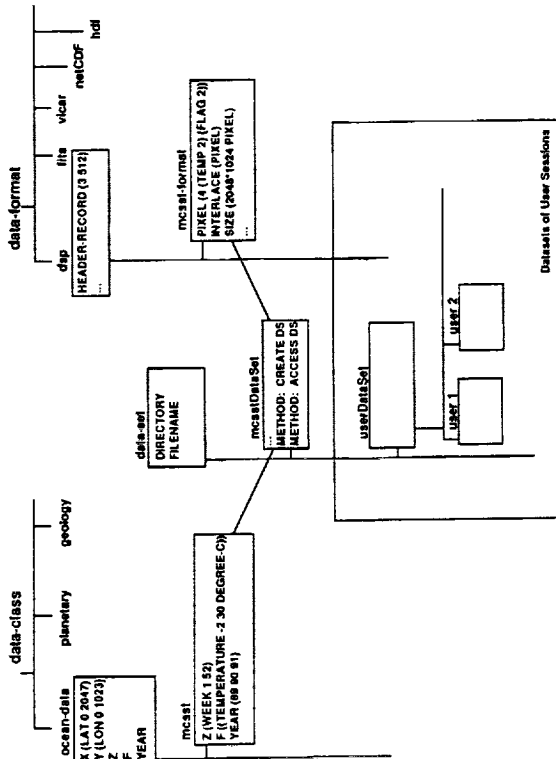 data-class
ocean-data
planetary
geology
X (LAT 0 2047)
Y (LON 0 1023)
Z
F
YEAR
mcsst
Z (WEEK 1 52)
F ((TEMPERATURE -2 30 DEGREE-C))
YEAR (89 90 91)
data-set
DIRECTORY
FILENAME
mcsstDataSet
...
METHOD: CREATE DS
METHOD: ACCESS DS
data-format
dsp
fits
vicar
netCDF
hdf
HEADER-RECORD (3 512)
...
mcsst-format
PIXEL (4 (TEMP 2) (FLAG 2))
INTERLACE (PIXEL)
SIZE (2048*1024 PIXEL)
...
userDataSet
user 1
user 2
Datasets of User Sessions